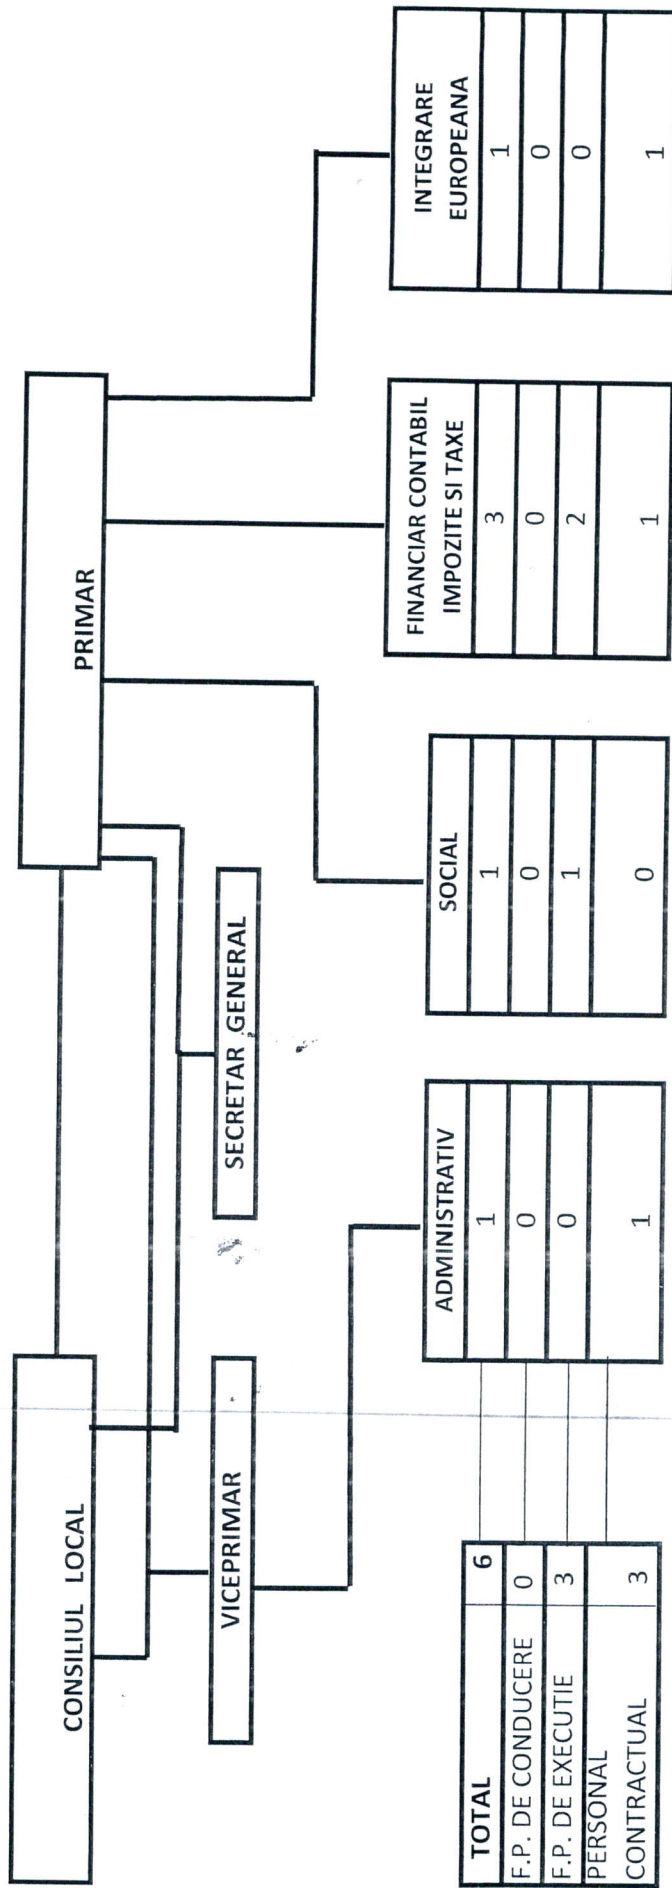 CONSILIUL LOCAL
PRIMAR
VICEPRIMAR
SECRETAR GENERAL
TOTAL 6
F.P. DE CONDUCERE 0
F.P. DE EXECUTIE 3
PERSONAL
CONTRACTUAL 3
ADMINISTRATIV
1
0
0
1
SOCIAL
1
0
1
0
FINANCIAR CONTABIL
IMPOZITE SI TAXE
3
0
2
1
INTEGRARE
EUROPEANA
1
0
0
1